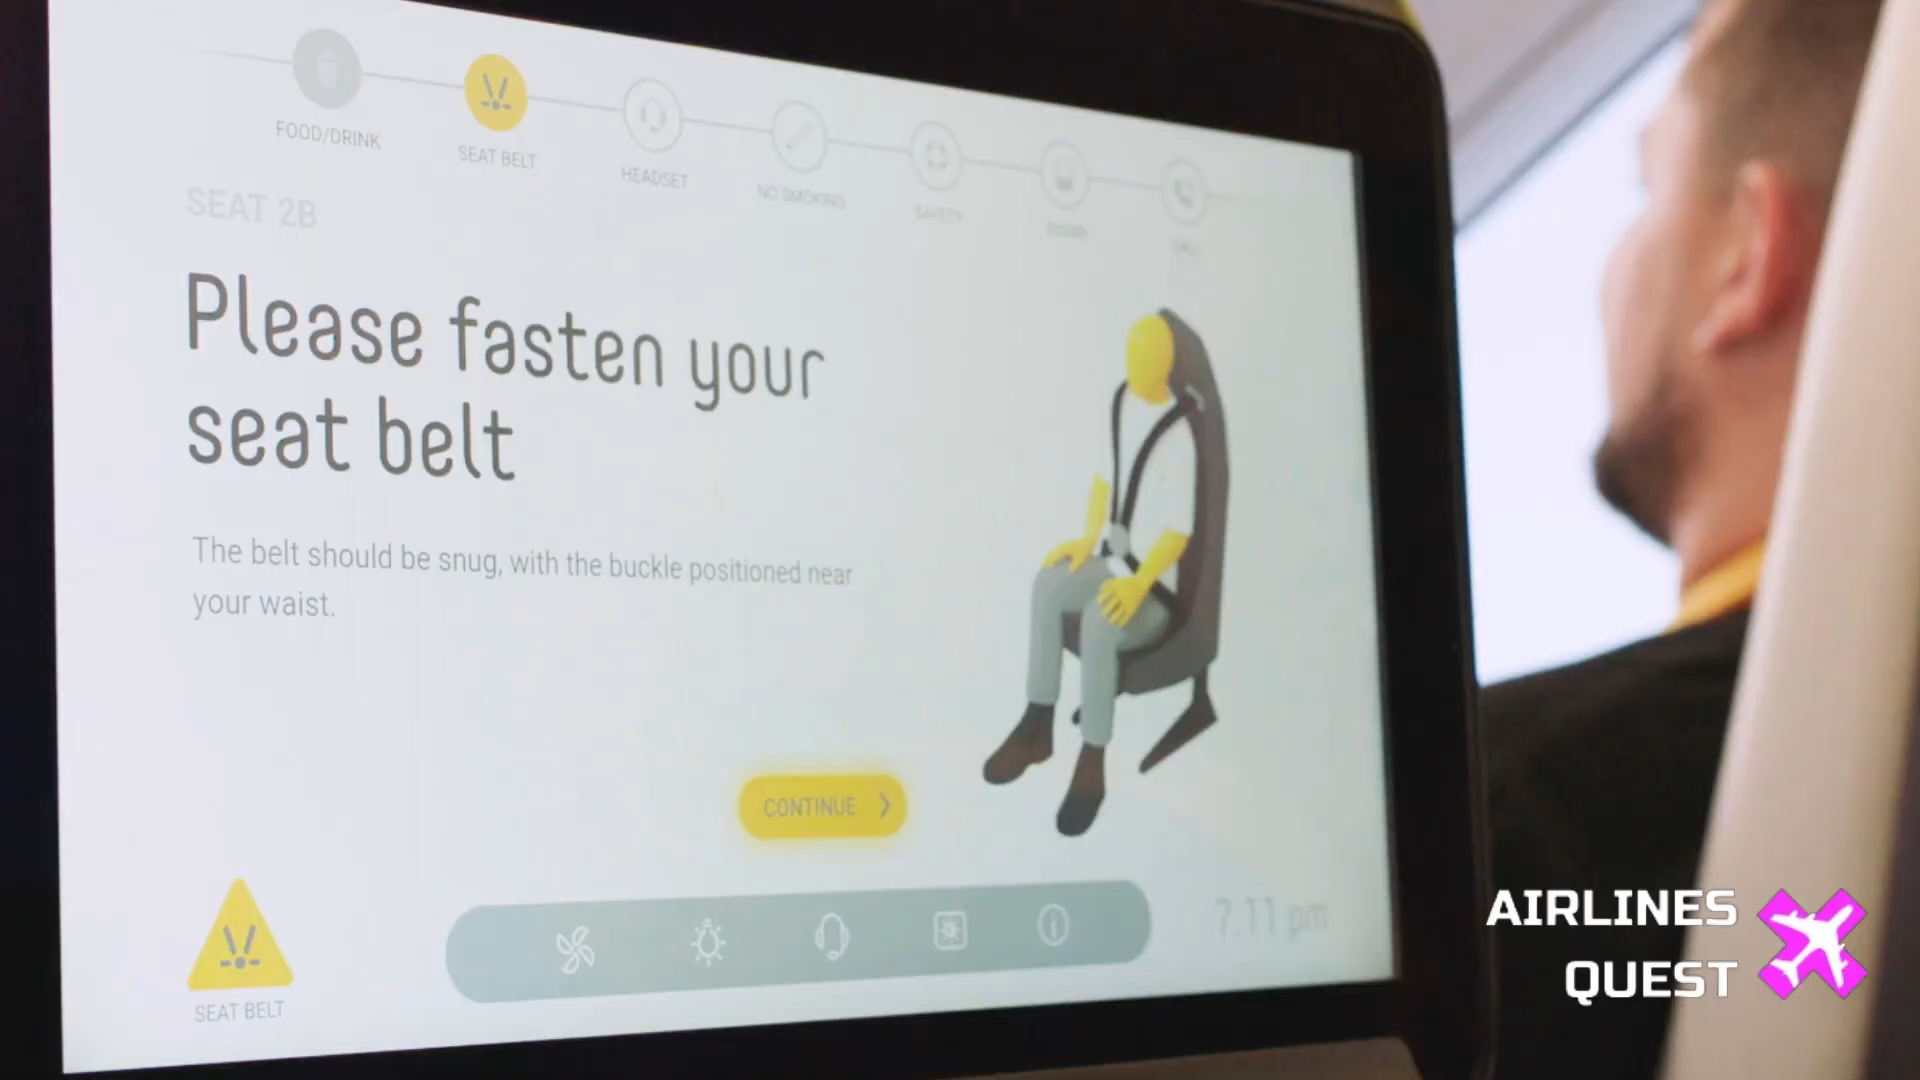 FOOD/DRINK
SEAT BELT
HEADSET
NO SMOKING
SAFETY
SEAT 2B
Please fasten your
seat belt
The belt should be snug, with the buckle positioned near
your waist.
CONTINUE
SEAT BELT
7.11 pm
AIRLINES
QUEST